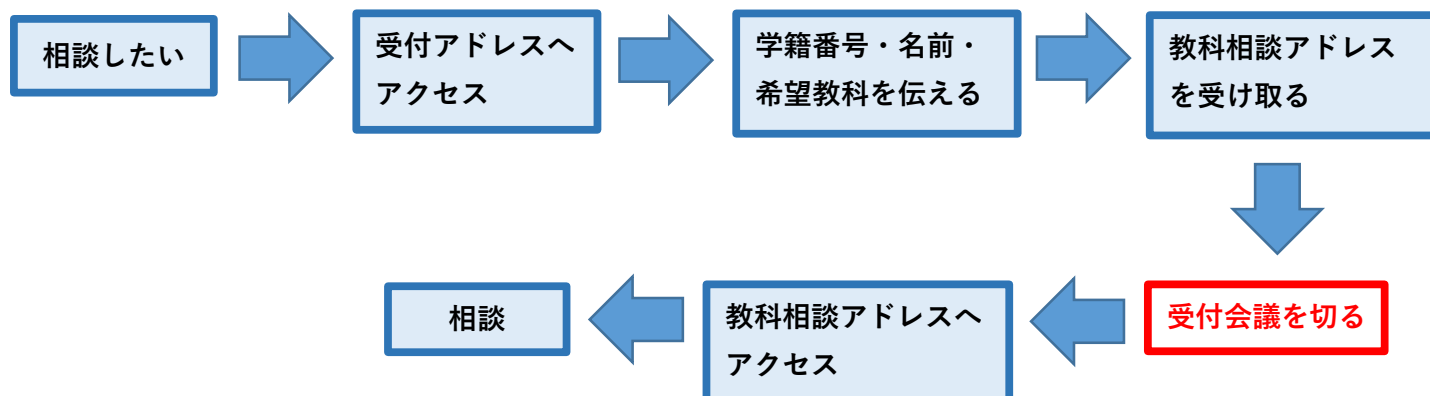 相談したい
受付アドレスへ
アクセス
学籍番号・名前・
希望教科を伝える
教科相談アドレス
を受け取る
受付会議を切る
教科相談アドレスへ
アクセス
相談